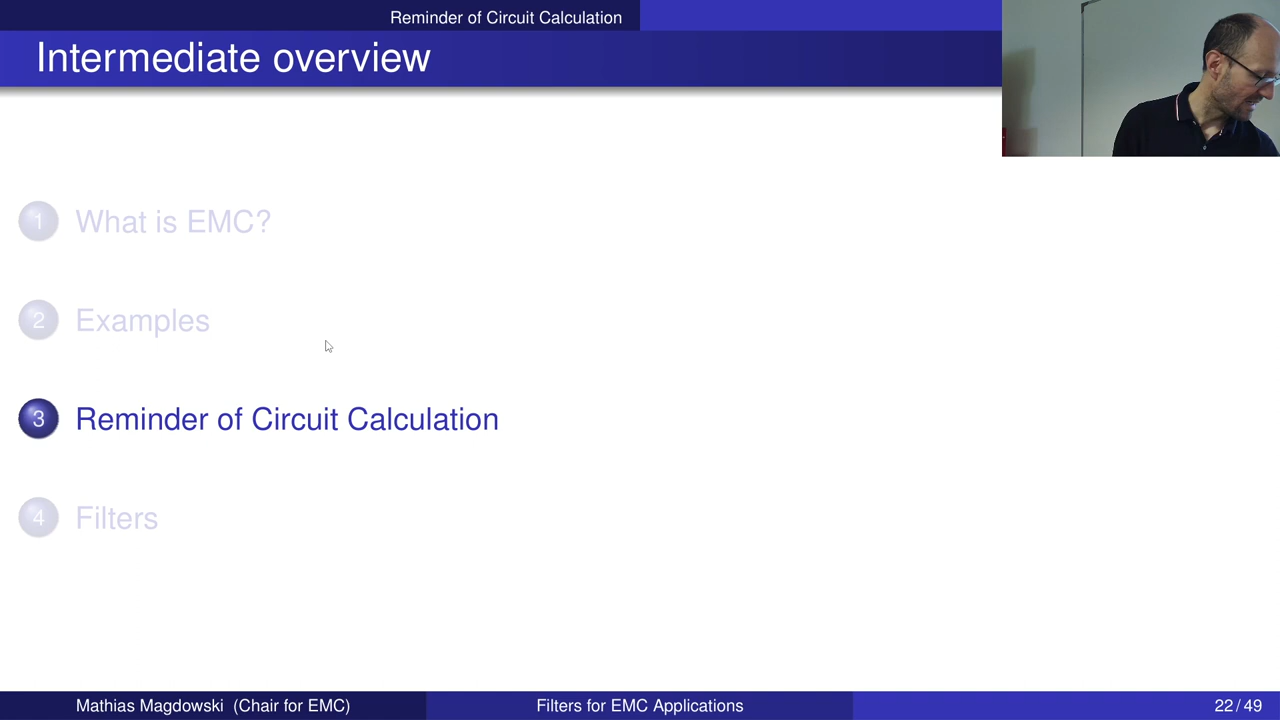 Reminder of Circuit Calculation
Intermediate overview
1 What is EMC?
2 Examples
3 Reminder of Circuit Calculation
4 Filters
Mathias Magdowski (Chair for EMC) Filters for EMC Applications 22 / 49